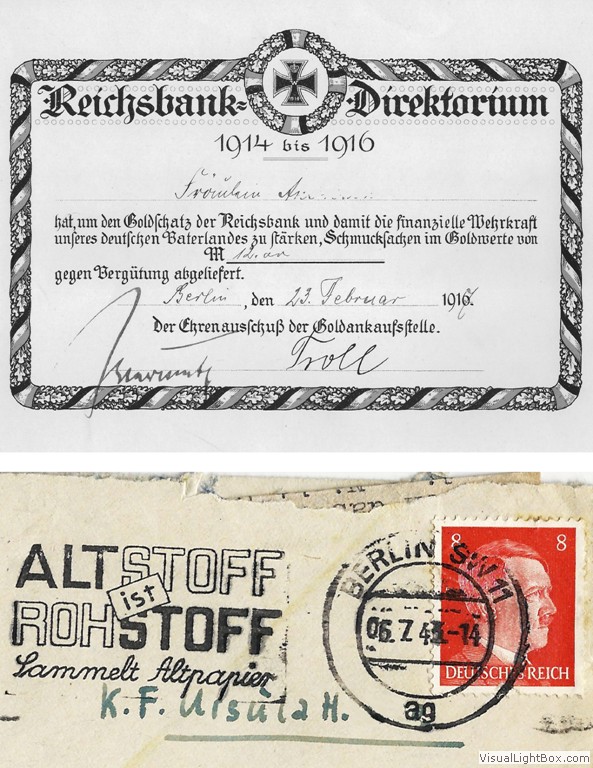 Reichsbank-Direktorium
1914 bis 1916
Fräulein
hat, um den Goldschatz der Reichsbank und damit die finanzielle Wehrkraft
unseres deutschen Vaterlandes zu stärken, Schmucksachen im Goldwerte von
M 12.00
gegen Vergütung abgeliefert.
Berlin, den 23. Februar 1917.
Der Ehrenausschuß der Goldankaufsstelle.
Troll
ALTSTOFF
ist
ROHSTOFF
Sammelt Altpapier
K.F. Ursula H.
BERLIN SW 11
06.7.43.-14
ag
8 8
DEUTSCHES REICH
VisualLightBox.com